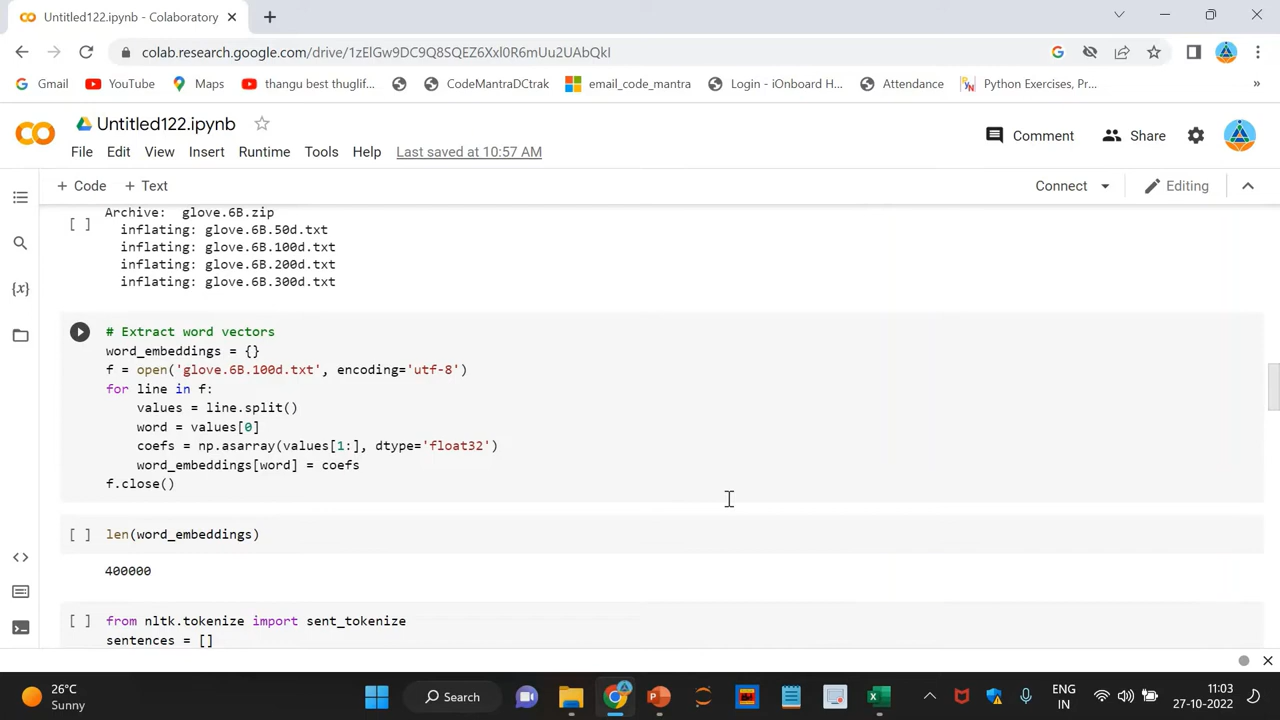 Untitled122.ipynb - Colaboratory
colab.research.google.com/drive/1zElGw9DC9Q8SQEZ6Xxl0R6mUu2UAbQkI
Gmail YouTube Maps thangu best thuglif... CodeMantraDCtrak email_code_mantra Login - iOnboard H... Attendance Python Exercises, Pr... »
Untitled122.ipynb
Comment Share
File Edit View Insert Runtime Tools Help Last saved at 10:57 AM
+ Code + Text Connect Editing
Archive:  glove.6B.zip
[ ] inflating: glove.6B.50d.txt
inflating: glove.6B.100d.txt
inflating: glove.6B.200d.txt
inflating: glove.6B.300d.txt
# Extract word vectors
word_embeddings = {}
f = open('glove.6B.100d.txt', encoding='utf-8')
for line in f:
values = line.split()
word = values[0]
coefs = np.asarray(values[1:], dtype='float32')
word_embeddings[word] = coefs
f.close()
[ ] len(word_embeddings)
400000
[ ] from nltk.tokenize import sent_tokenize
sentences = []
26°C
Sunny
Search
ENG
IN
11:03
27-10-2022